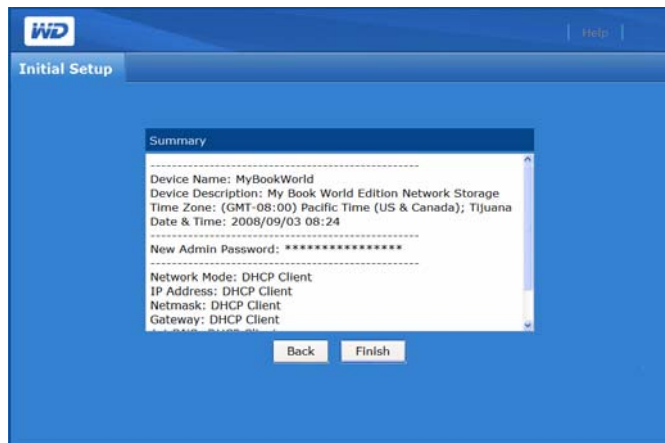 WD
| Help |
Initial Setup
Summary
--------------------------------------------------
Device Name: MyBookWorld
Device Description: My Book World Edition Network Storage
Time Zone: (GMT-08:00) Pacific Time (US & Canada); Tijuana
Date & Time: 2008/09/03 08:24
--------------------------------------------------
New Admin Password: ****************
--------------------------------------------------
Network Mode: DHCP Client
IP Address: DHCP Client
Netmask: DHCP Client
Gateway: DHCP Client
Back Finish